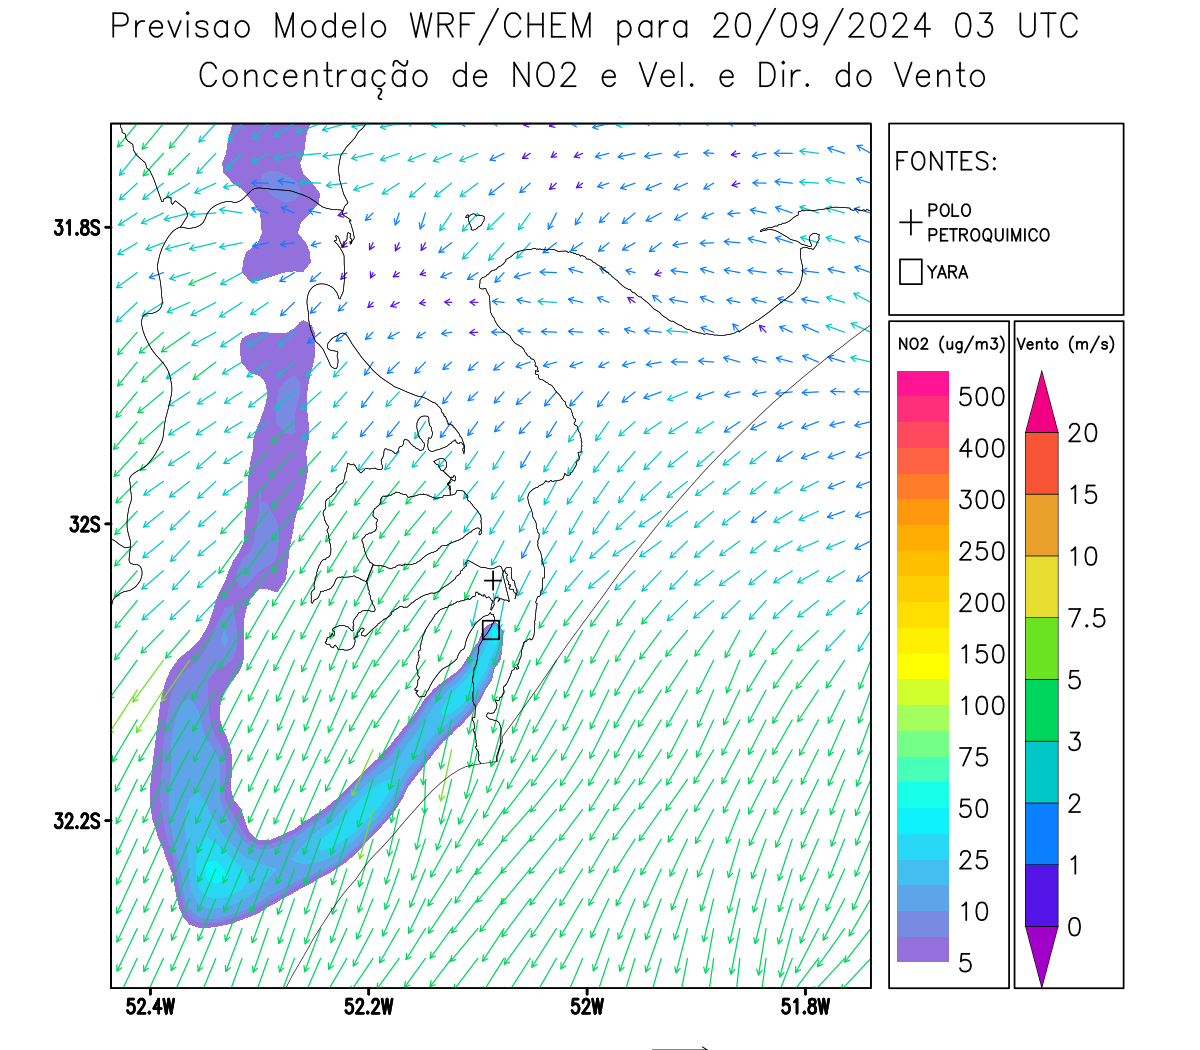 Previsao Modelo WRF/CHEM para 20/09/2024 03 UTC
Concentração de NO2 e Vel. e Dir. do Vento
FONTES:
POLO
PETROQUIMICO
YARA
31.8S
32S
32.2S
52.4W
52.2W
52W
51.8W
NO2 (ug/m3)
500
400
300
250
200
150
100
75
50
25
10
5
Vento (m/s)
20
15
10
7.5
5
3
2
1
0